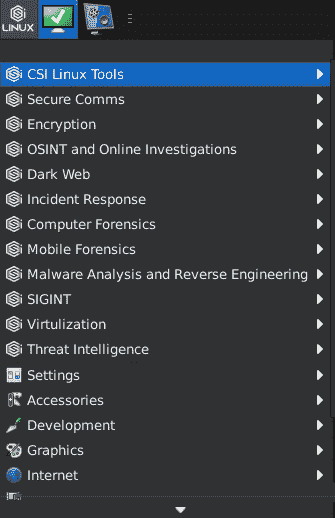 LINUX
CSI Linux Tools
Secure Comms
Encryption
OSINT and Online Investigations
Dark Web
Incident Response
Computer Forensics
Mobile Forensics
Malware Analysis and Reverse Engineering
SIGINT
Virtulization
Threat Intelligence
Settings
Accessories
Development
Graphics
Internet